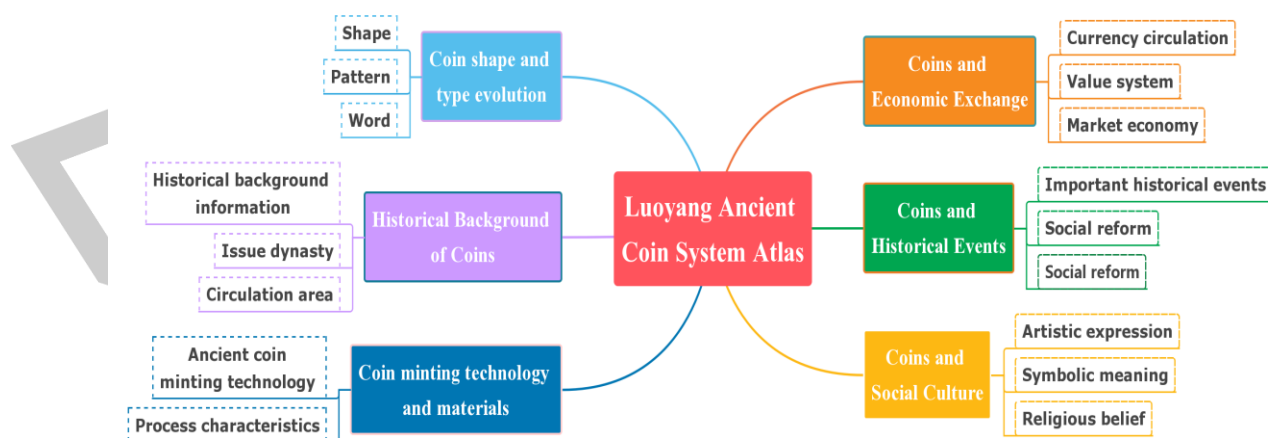 Luoyang Ancient
Coin System Atlas
Coin shape and
type evolution
Shape
Pattern
Word
Historical Background
of Coins
Historical background
information
Issue dynasty
Circulation area
Coin minting technology
and materials
Ancient coin
minting technology
Process characteristics
Coins and
Economic Exchange
Currency circulation
Value system
Market economy
Coins and
Historical Events
Important historical events
Social reform
Social reform
Coins and
Social Culture
Artistic expression
Symbolic meaning
Religious belief